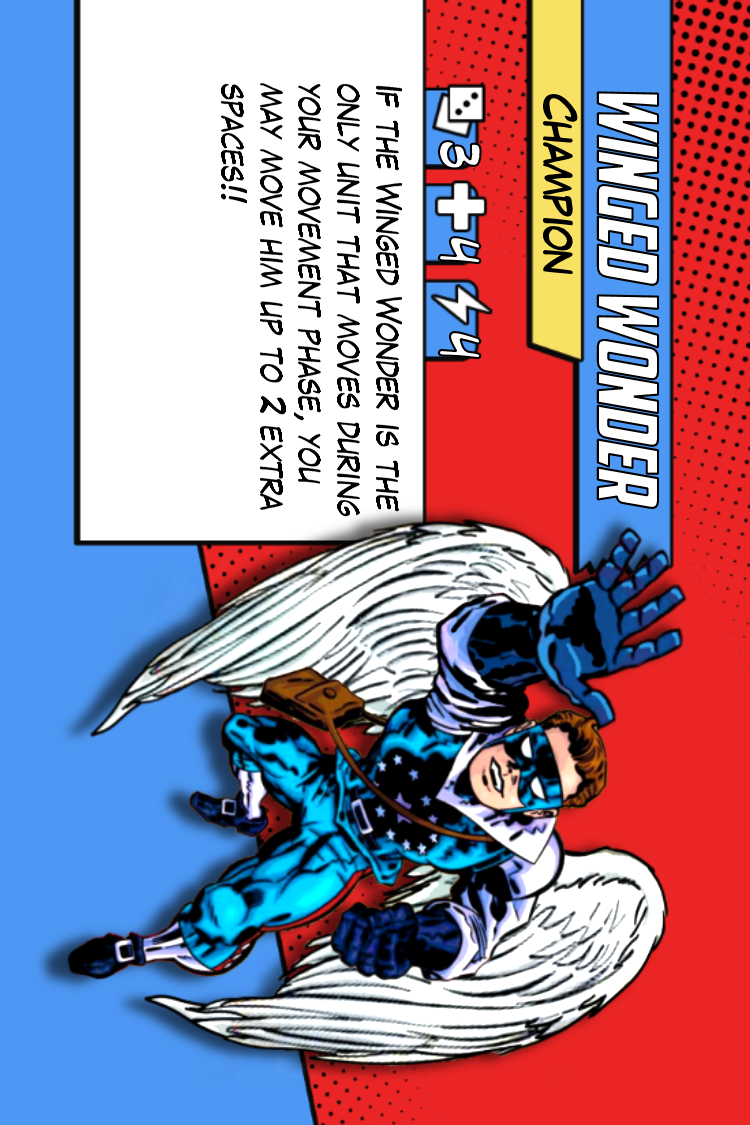 WINGED WONDER
CHAMPION
3 4 4
IF THE WINGED WONDER IS THE
ONLY UNIT THAT MOVES DURING
YOUR MOVEMENT PHASE, YOU
MAY MOVE HIM UP TO 2 EXTRA
SPACES!!